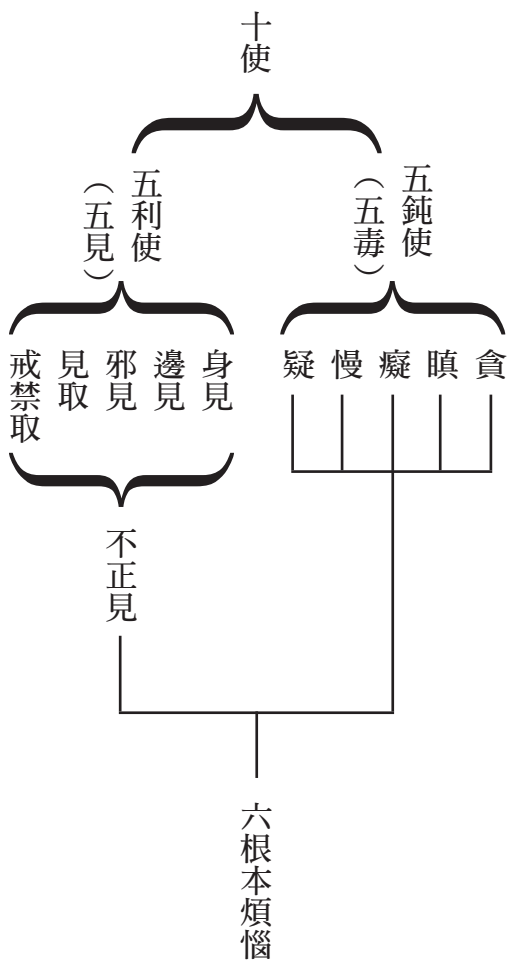 十使
五鈍使
（五毒）
五利使
（五見）
貪
瞋
癡
慢
疑
身見
邊見
邪見
見取
戒禁取
不正見
六根本煩惱